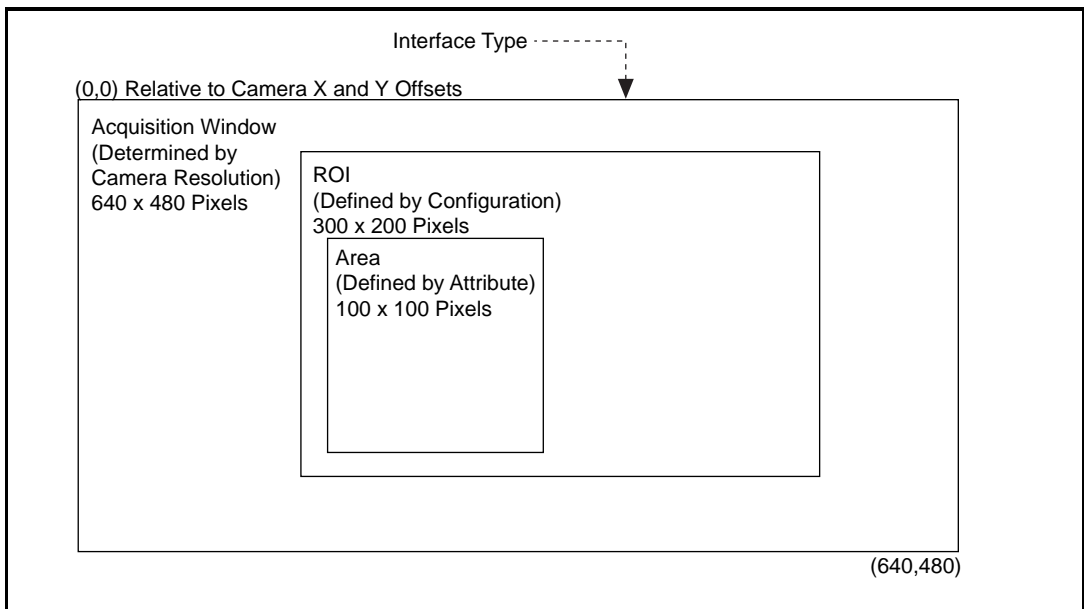 Interface Type
(0,0) Relative to Camera X and Y Offsets
Acquisition Window
(Determined by
Camera Resolution)
640 x 480 Pixels
ROI
(Defined by Configuration)
300 x 200 Pixels
Area
(Defined by Attribute)
100 x 100 Pixels
(640,480)